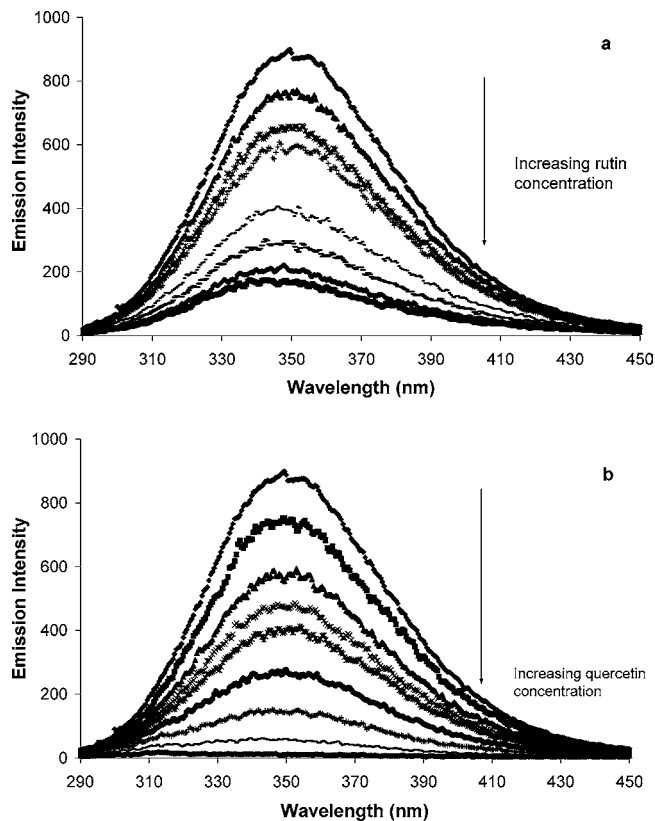 a
1000
800
600
400
200
0
Emission Intensity
Increasing rutin
concentration
290 310 330 350 370 390 410 430 450
Wavelength (nm)
b
1000
800
600
400
200
0
Emission Intensity
Increasing quercetin
concentration
290 310 330 350 370 390 410 430 450
Wavelength (nm)